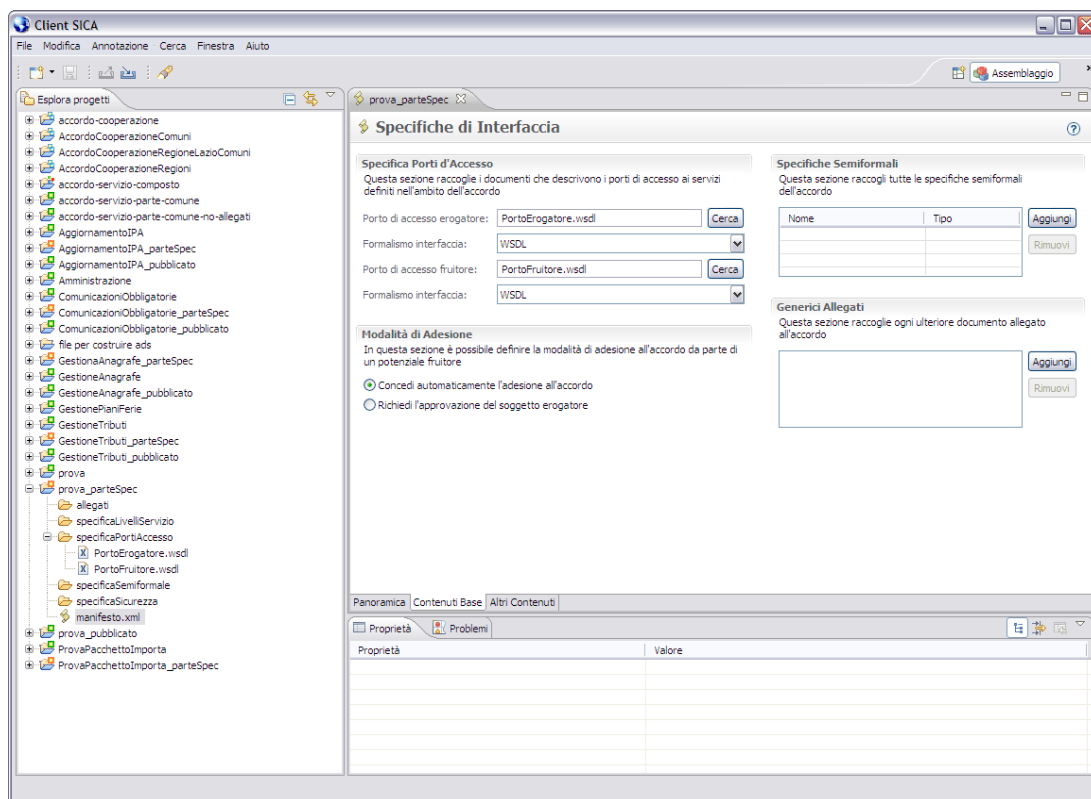 Client SICA
File Modifica Annotazione Cerca Finestra Aiuto
Assemblaggio
Esplora progetti
accordo-cooperazione
AccordoCooperazioneComuni
AccordoCooperazioneRegioneLazioComuni
AccordoCooperazioneRegioni
accordo-servizio-composto
accordo-servizio-parte-comune
accordo-servizio-parte-comune-no-allegati
AggiornamentoIPA
AggiornamentoIPA_parteSpec
AggiornamentoIPA_pubblicato
Amministrazione
ComunicazioniObbligatorie
ComunicazioniObbligatorie_parteSpec
ComunicazioniObbligatorie_pubblicato
file per costruire ads
GestionaAnagrafe_parteSpec
GestioneAnagrafe
GestioneAnagrafe_pubblicato
GestionePianiFerie
GestioneTributi
GestioneTributi_parteSpec
GestioneTributi_pubblicato
prova
prova_parteSpec
allegati
specificaLivelliServizio
specificaPortiAccesso
PortoErogatore.wsdl
PortoFruitore.wsdl
specificaSemiformale
specificaSicurezza
manifesto.xml
prova_pubblicato
ProvaPacchettoImporta
ProvaPacchettoImporta_parteSpec
prova_parteSpec
Specifiche di Interfaccia
Specifica Porti d'Accesso
Questa sezione raccoglie i documenti che descrivono i porti di accesso ai servizi
definiti nell'ambito dell'accordo
Porto di accesso erogatore: PortoErogatore.wsdl Cerca
Formalismo interfaccia: WSDL
Porto di accesso fruitore: PortoFruitore.wsdl Cerca
Formalismo interfaccia: WSDL
Modalità di Adesione
In questa sezione è possibile definire la modalità di adesione all'accordo da parte di
un potenziale fruitore
Concedi automaticamente l'adesione all'accordo
Richiedi l'approvazione del soggetto erogatore
Specifiche Semiformali
Questa sezione raccogli tutte le specifiche semiformali
dell'accordo
Nome Tipo Aggiungi
Rimuovi
Generici Allegati
Questa sezione raccoglie ogni ulteriore documento allegato
all'accordo
Aggiungi
Rimuovi
Panoramica Contenuti Base Altri Contenuti
Proprietà Problemi
Proprietà Valore